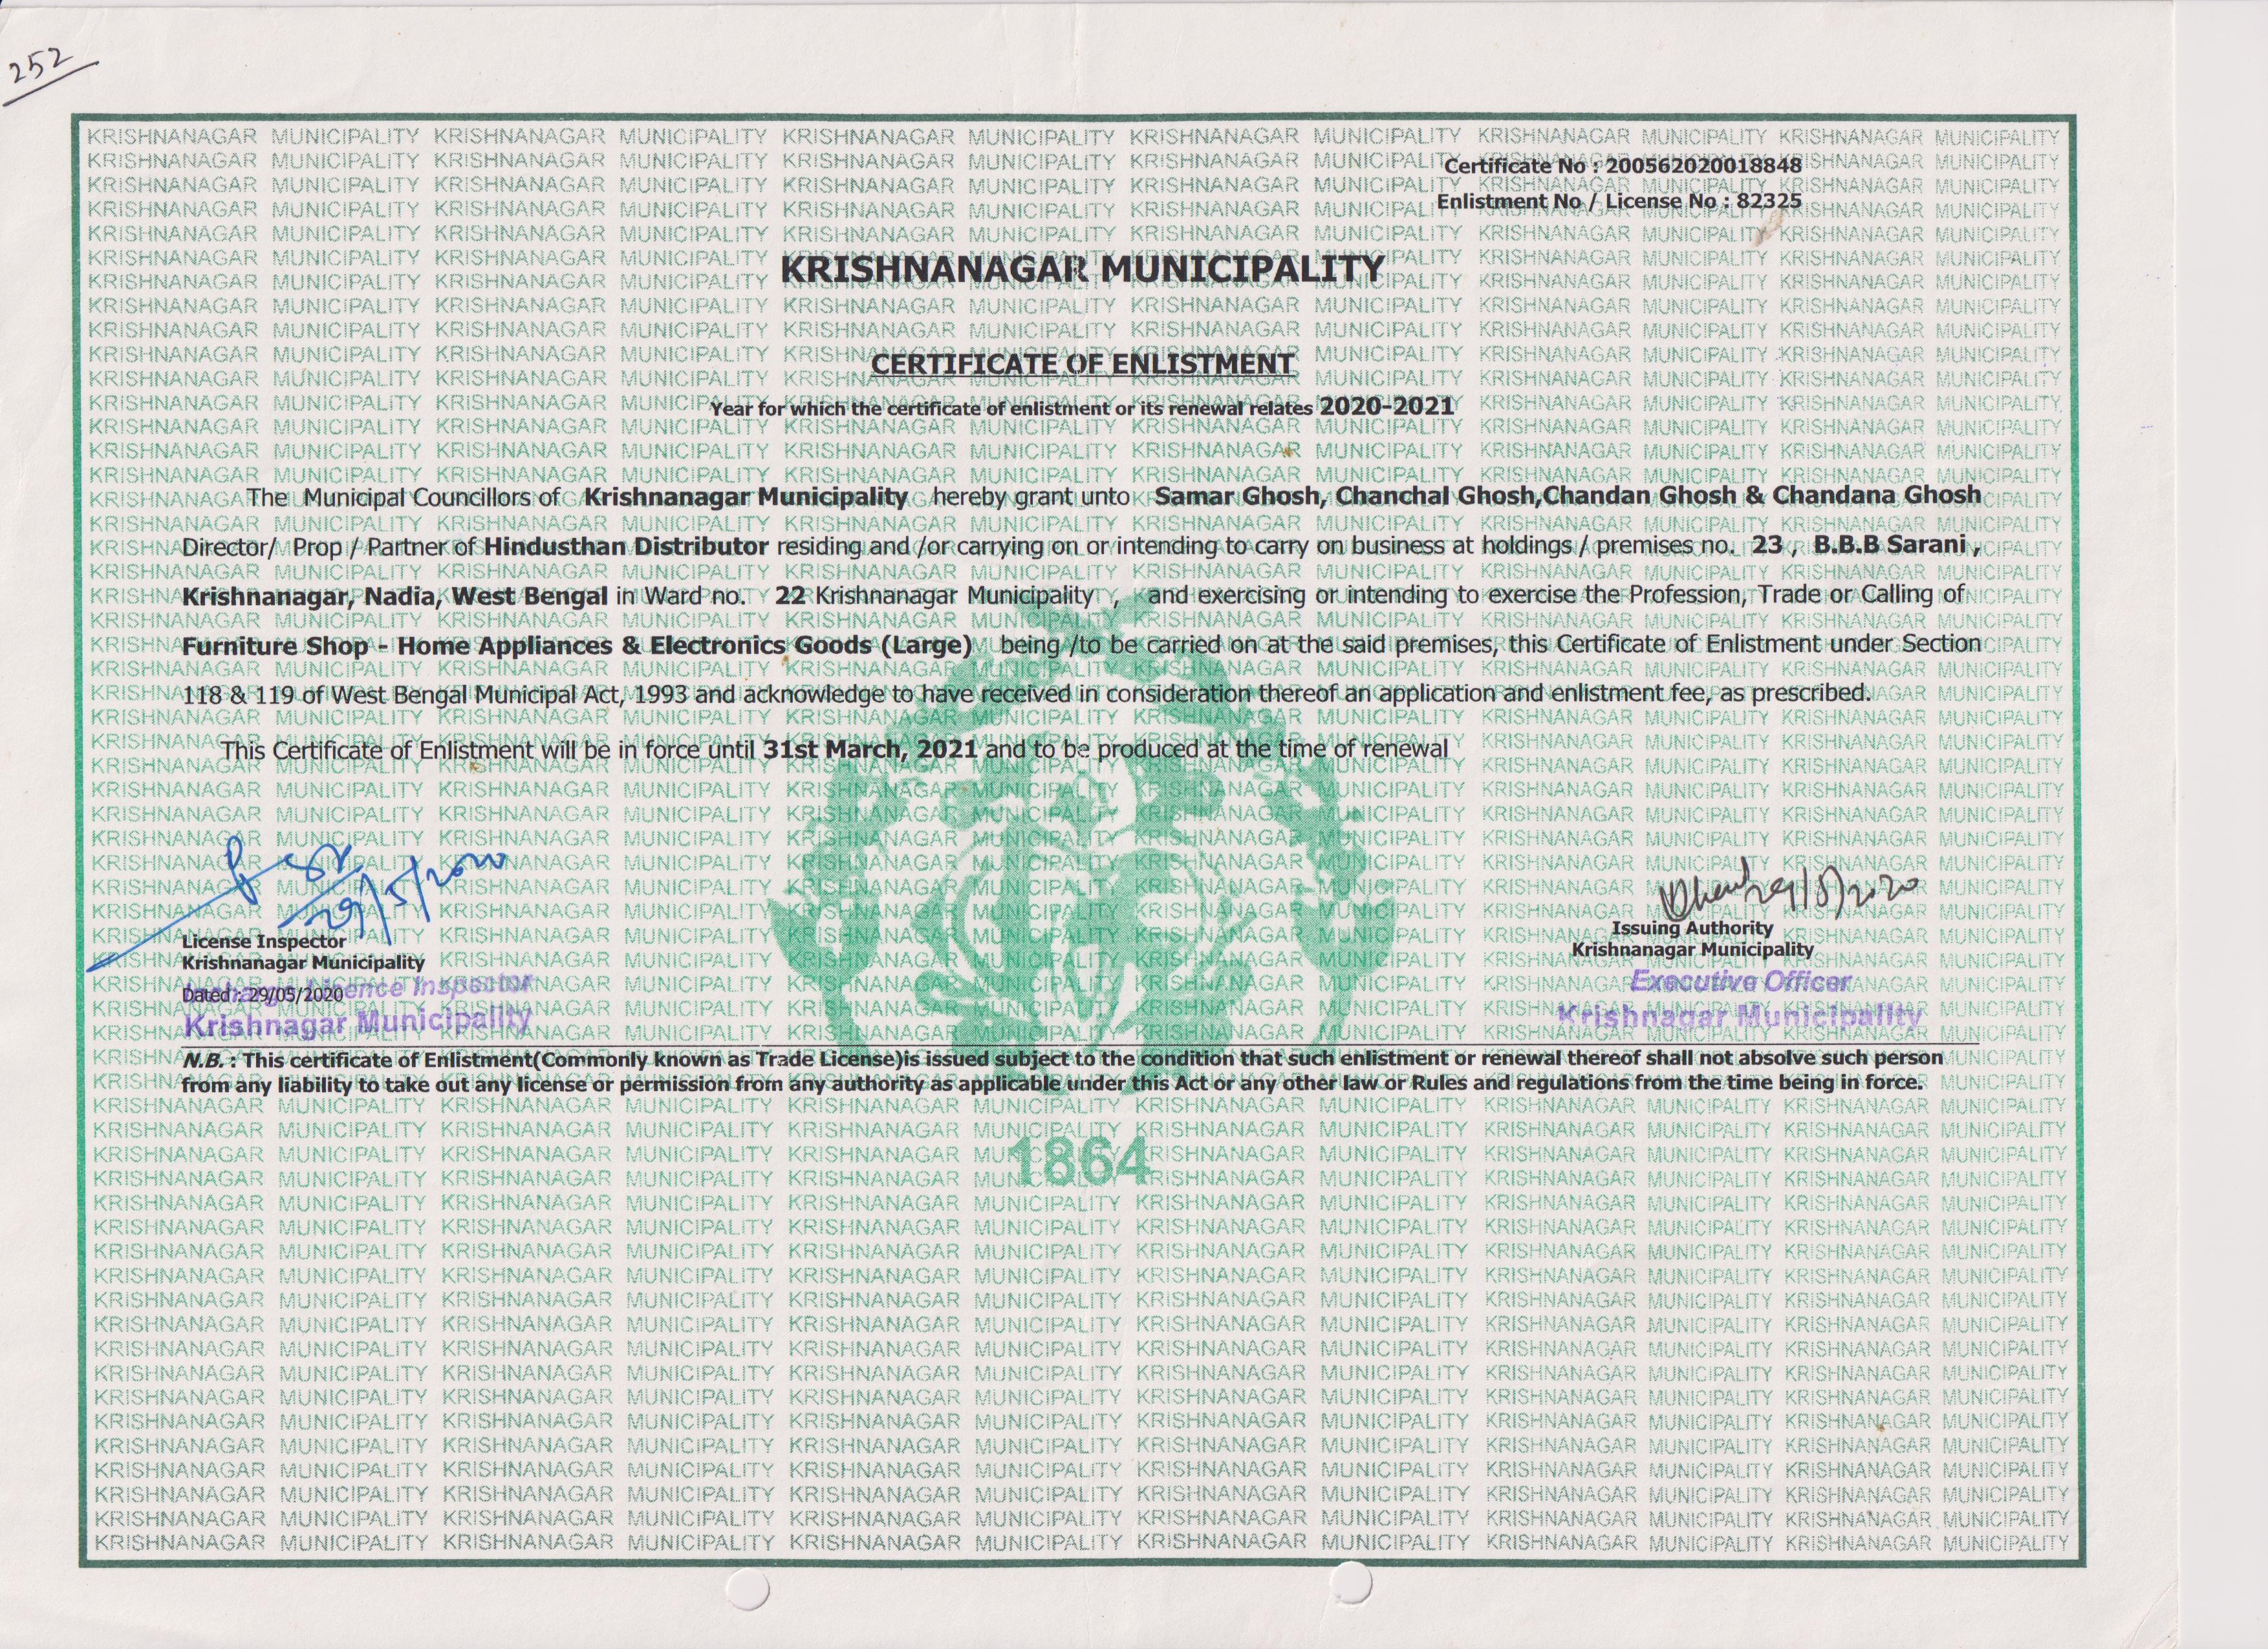 252
Certificate No : 200562020018848
Enlistment No / License No : 82325
KRISHNANAGAR MUNICIPALITY
CERTIFICATE OF ENLISTMENT
Year for which the certificate of enlistment or its renewal relates 2020-2021
The Municipal Councillors of Krishnanagar Municipality hereby grant unto Samar Ghosh, Chanchal Ghosh,Chandan Ghosh & Chandana Ghosh
Director/ Prop / Partner of Hindusthan Distributor residing and /or carrying on or intending to carry on business at holdings / premises no. 23 , B.B.B Sarani ,
Krishnanagar, Nadia, West Bengal in Ward no. 22 Krishnanagar Municipality , and exercising or intending to exercise the Profession, Trade or Calling of
Furniture Shop - Home Appliances & Electronics Goods (Large) being /to be carried on at the said premises, this Certificate of Enlistment under Section
118 & 119 of West Bengal Municipal Act, 1993 and acknowledge to have received in consideration thereof an application and enlistment fee, as prescribed.
This Certificate of Enlistment will be in force until 31st March, 2021 and to be produced at the time of renewal
29/5/2020
29/5/2020
License Inspector
Krishnanagar Municipality
Dated : 29/05/2020
Licence Inspector
Krishnagar Municipality
Issuing Authority
Krishnanagar Municipality
Executive Officer
Krishnagar Municipality
N.B. : This certificate of Enlistment(Commonly known as Trade License)is issued subject to the condition that such enlistment or renewal thereof shall not absolve such person
from any liability to take out any license or permission from any authority as applicable under this Act or any other law or Rules and regulations from the time being in force.
1864